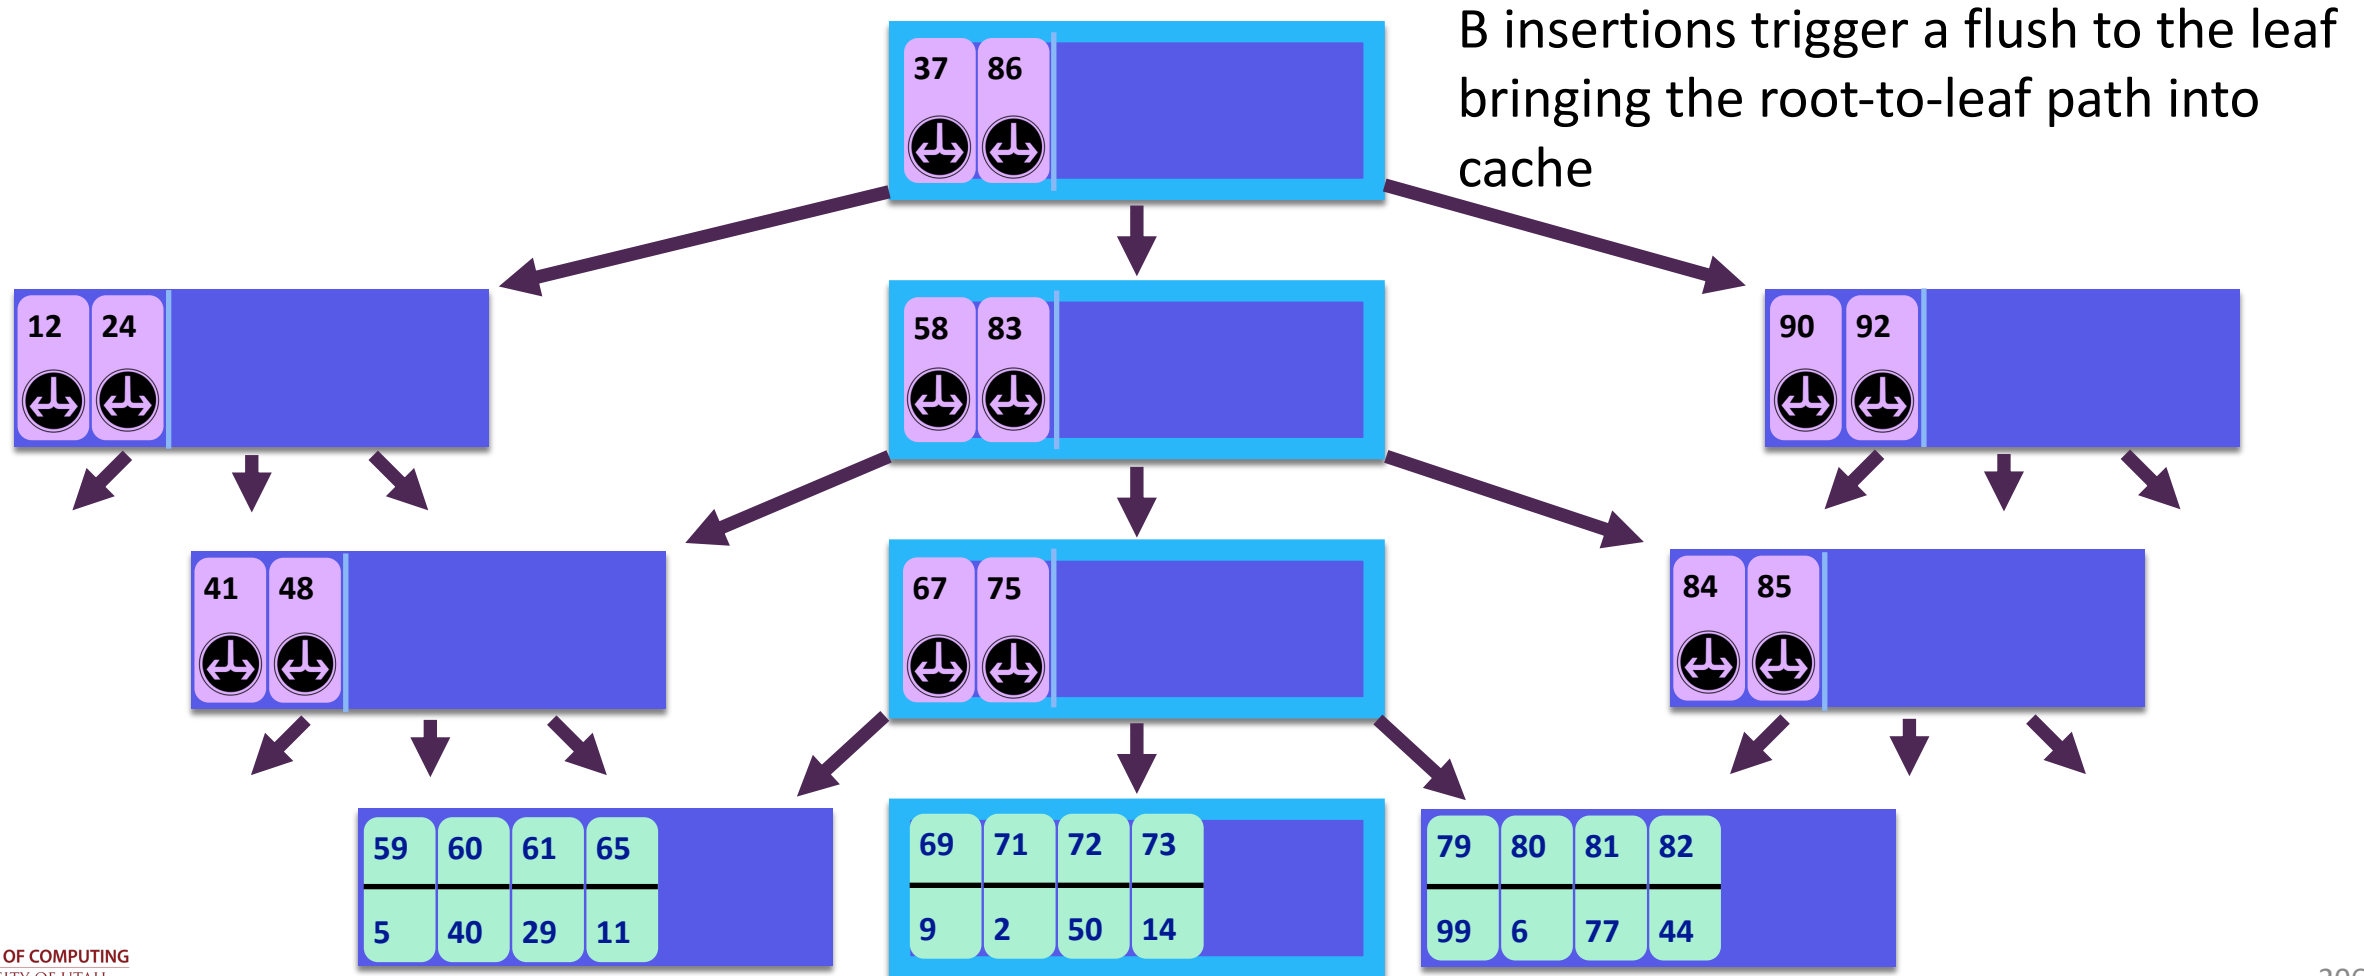 B insertions trigger a flush to the leaf
bringing the root-to-leaf path into
cache
37 86
12 24
58 83
90 92
41 48
67 75
84 85
59 60 61 65
5 40 29 11
69 71 72 73
9 2 50 14
79 80 81 82
99 6 77 44
OF COMPUTING
OF UTAH